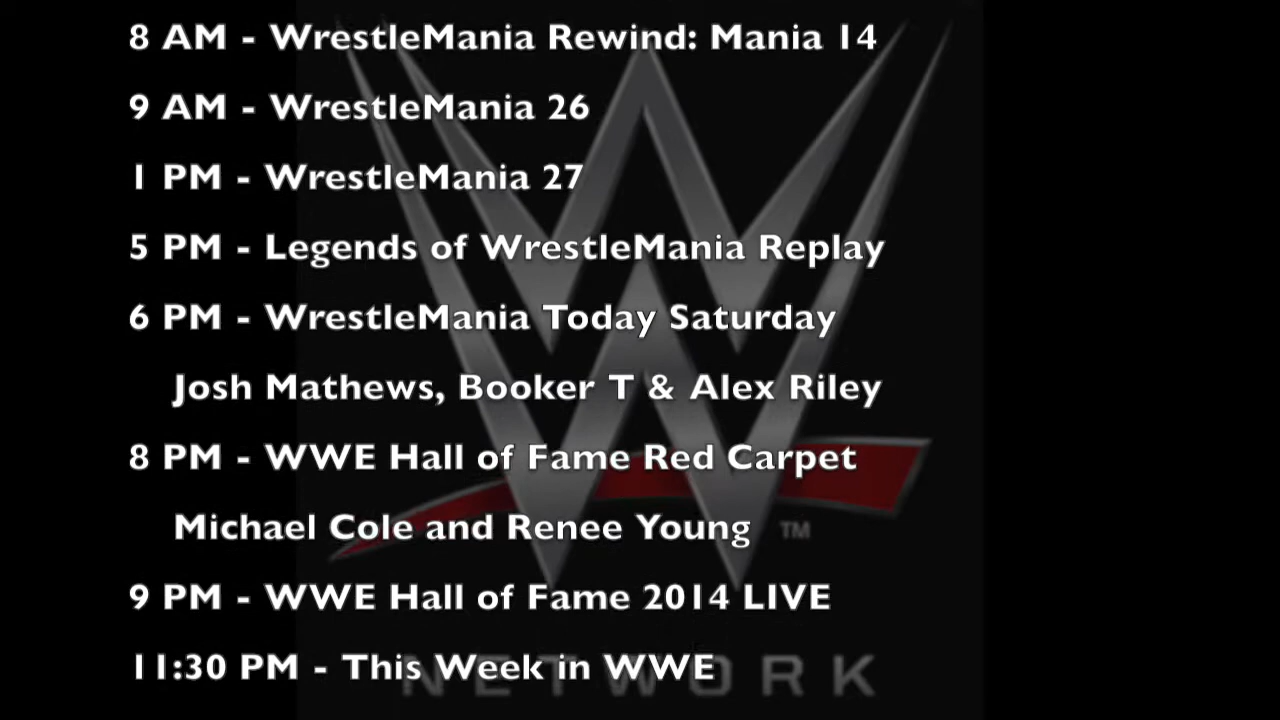 8 AM - WrestleMania Rewind: Mania 14
9 AM - WrestleMania 26
1 PM - WrestleMania 27
5 PM - Legends of WrestleMania Replay
6 PM - WrestleMania Today Saturday
Josh Mathews, Booker T & Alex Riley
8 PM - WWE Hall of Fame Red Carpet
Michael Cole and Renee Young
TM
9 PM - WWE Hall of Fame 2014 LIVE
11:30 PM - This Week in WWE
NETWORK